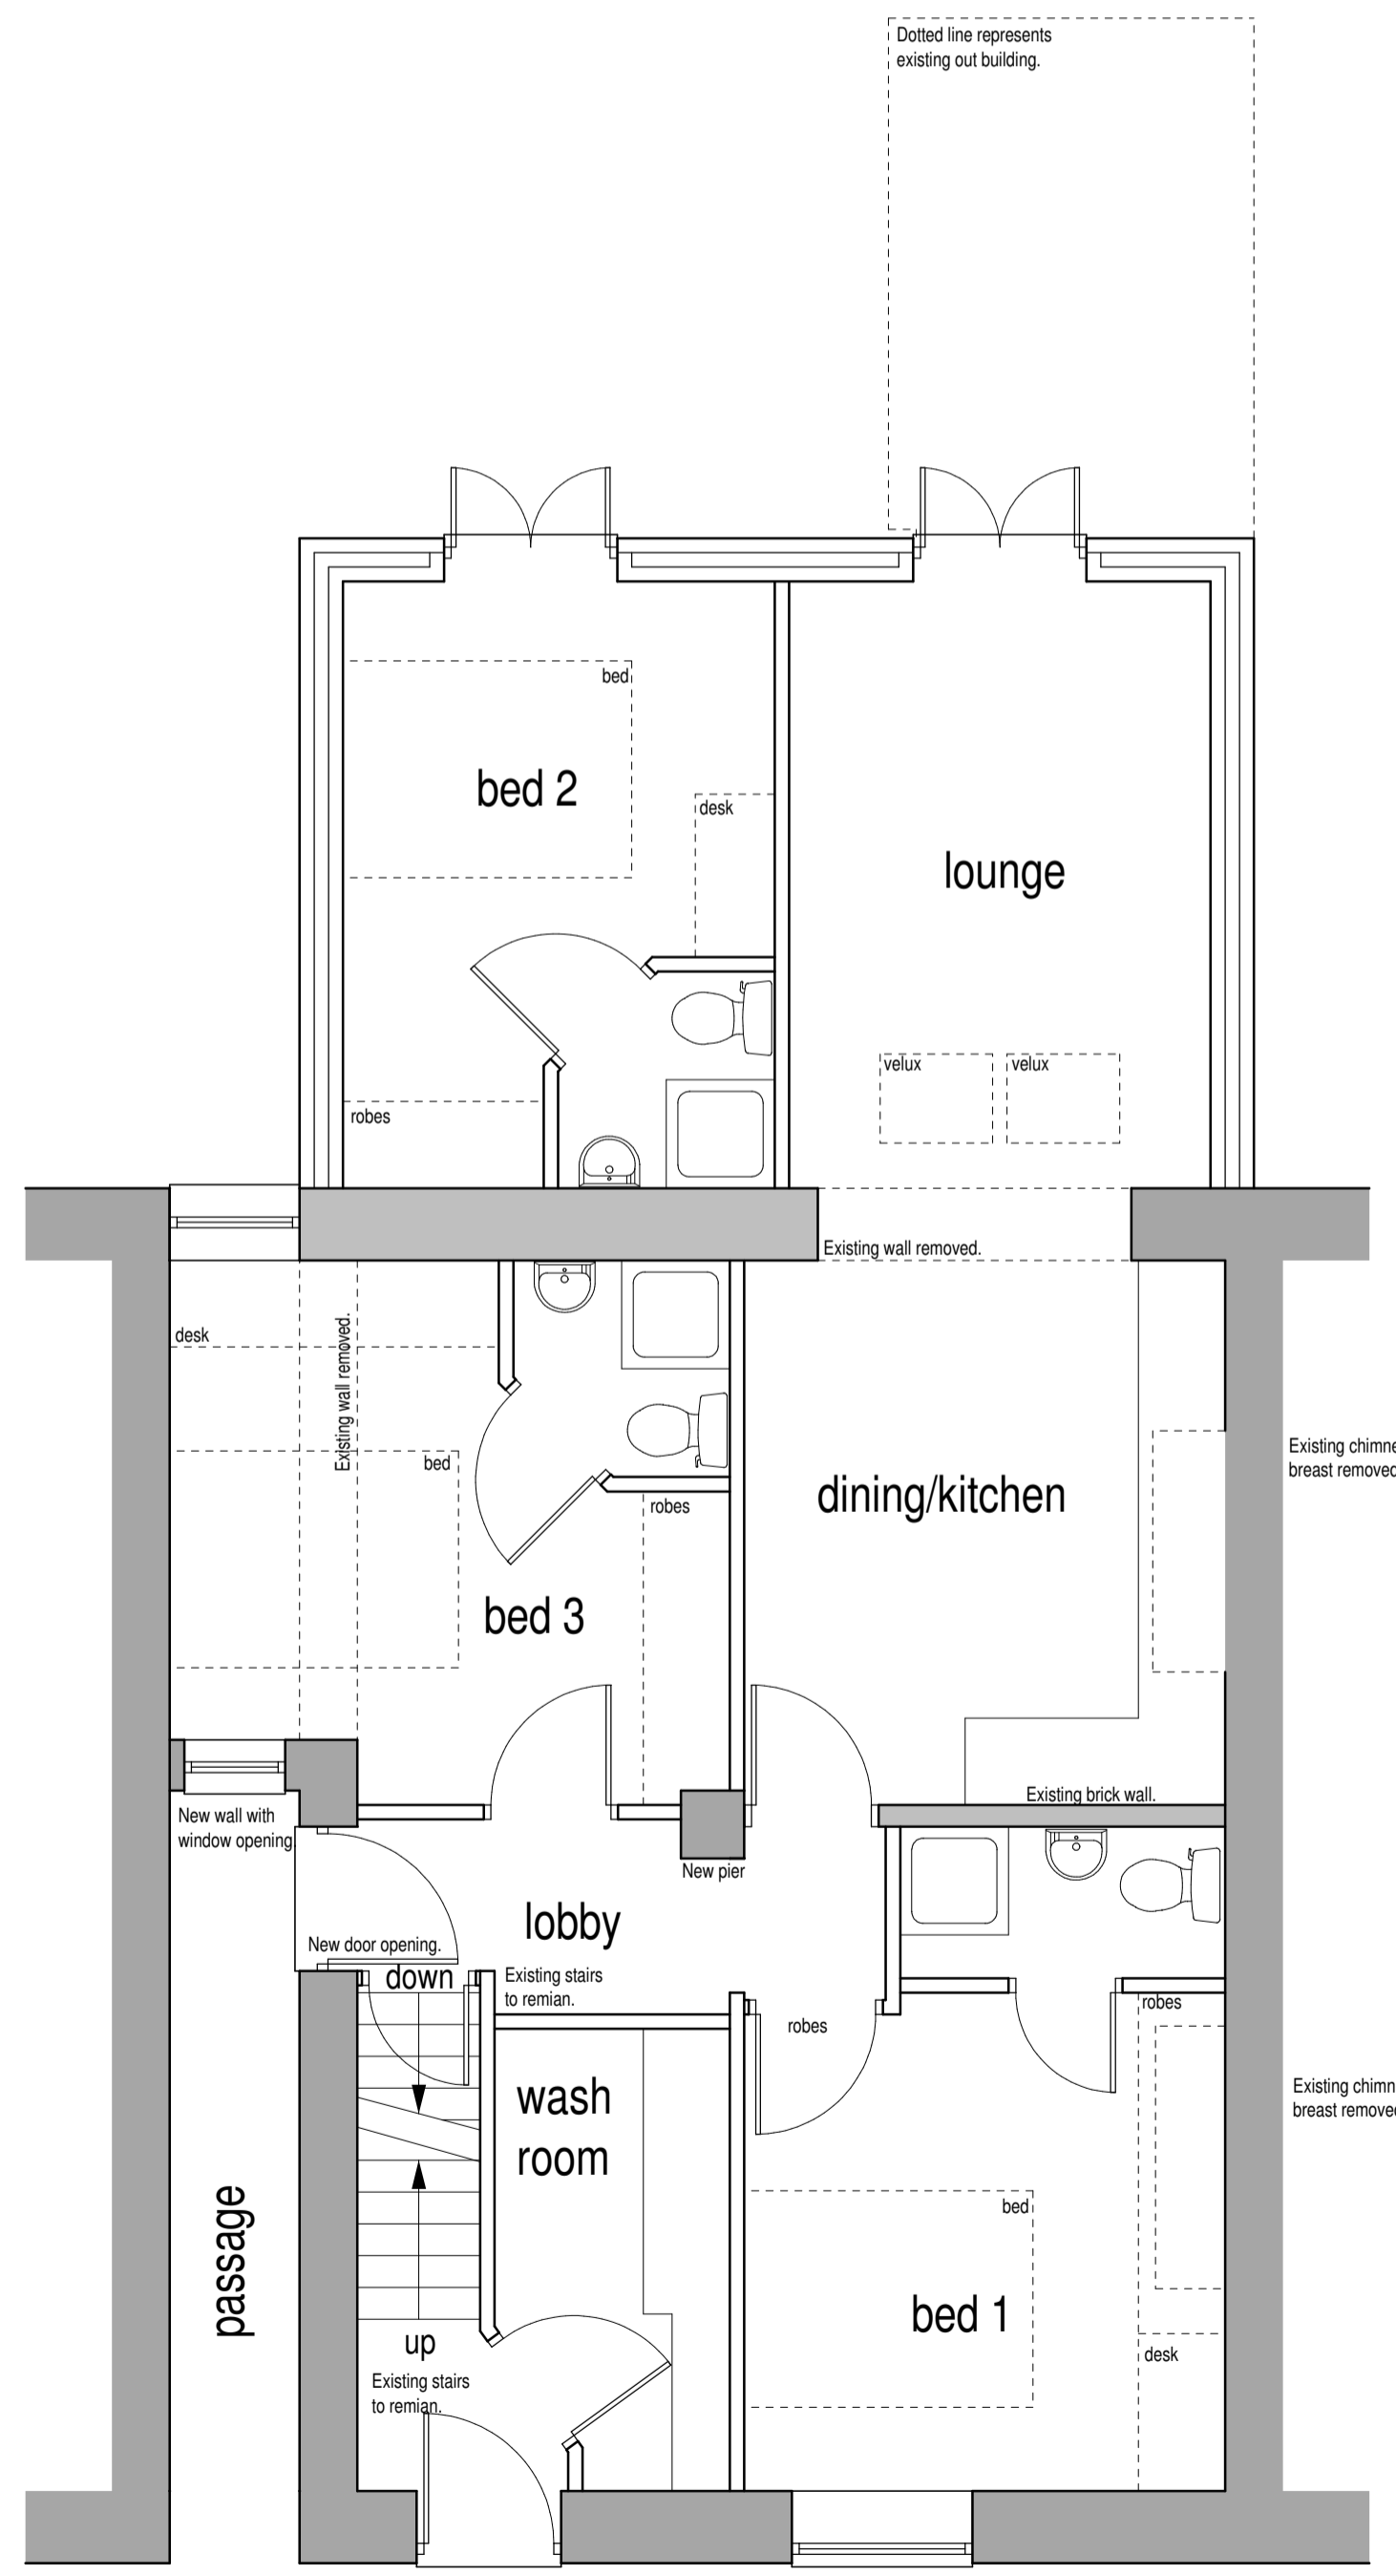 Dotted line represents
existing out building.
bed
bed 2
desk
lounge
velux
velux
robes
Existing wall removed.
desk
Existing wall removed.
bed
Existing chimne
breast removed
dining/kitchen
robes
bed 3
Existing brick wall.
New wall with
window opening
New pier
lobby
New door opening.
down
Existing stairs
to remian.
robes
robes
wash
room
Existing chimn
breast remove
passage
bed
bed 1
up
desk
Existing stairs
to remian.